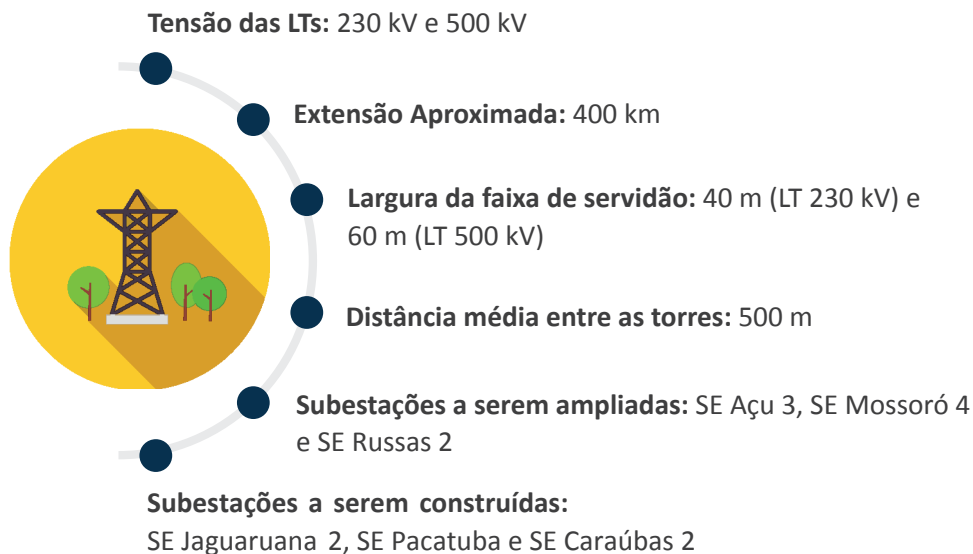 Tensão das LTs: 230 kV e 500 kV
Extensão Aproximada: 400 km
Largura da faixa de servidão: 40 m (LT 230 kV) e
60 m (LT 500 kV)
Distância média entre as torres: 500 m
Subestações a serem ampliadas: SE Açu 3, SE Mossoró 4
e SE Russas 2
Subestações a serem construídas:
SE Jaguaruana 2, SE Pacatuba e SE Caraúbas 2